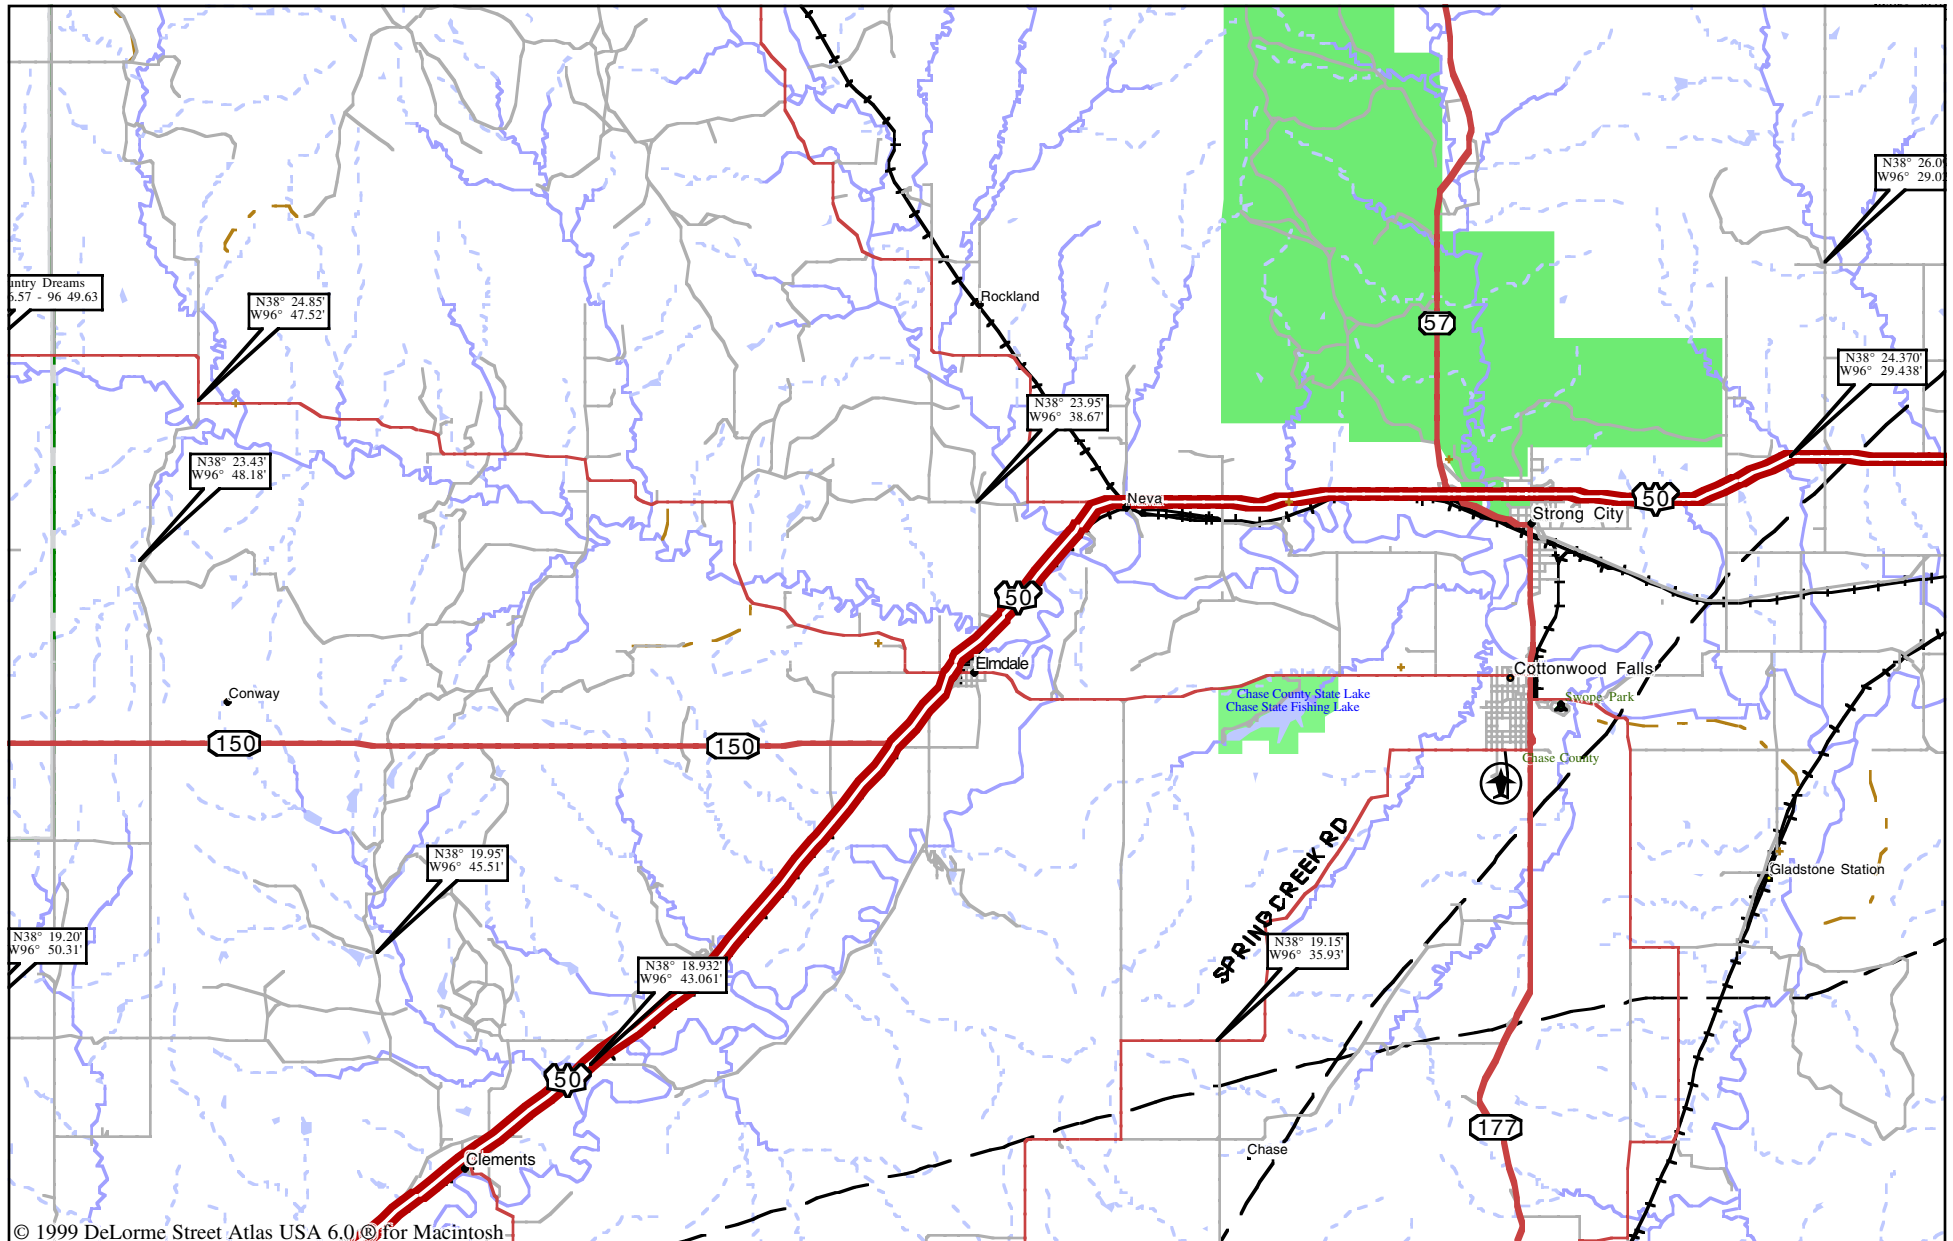 N38° 26.09
W96° 29.02
untry Dreams
6.57 - 96 49.63
N38° 24.85'
W96° 47.52'
Rockland
57
N38° 24.370'
W96° 29.438'
N38° 23.95'
W96° 38.67'
N38° 23.43'
W96° 48.18'
Neva
50
Strong City
50
Elmdale
Cottonwood Falls
Conway
Chase County State Lake
Chase State Fishing Lake
Swope Park
150
150
Chase County
SPRING CREEK RD
N38° 19.95'
W96° 45.51'
Gladstone Station
N38° 19.20'
W96° 50.31'
N38° 19.15'
W96° 35.93'
N38° 18.932'
W96° 43.061'
50
177
Chase
Clements
© 1999 DeLorme Street Atlas USA 6.0 ® for Macintosh